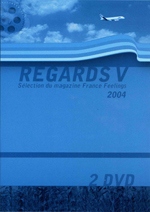 REGARDS V
Sélection du magazine France Feelings
2004
2 DVD